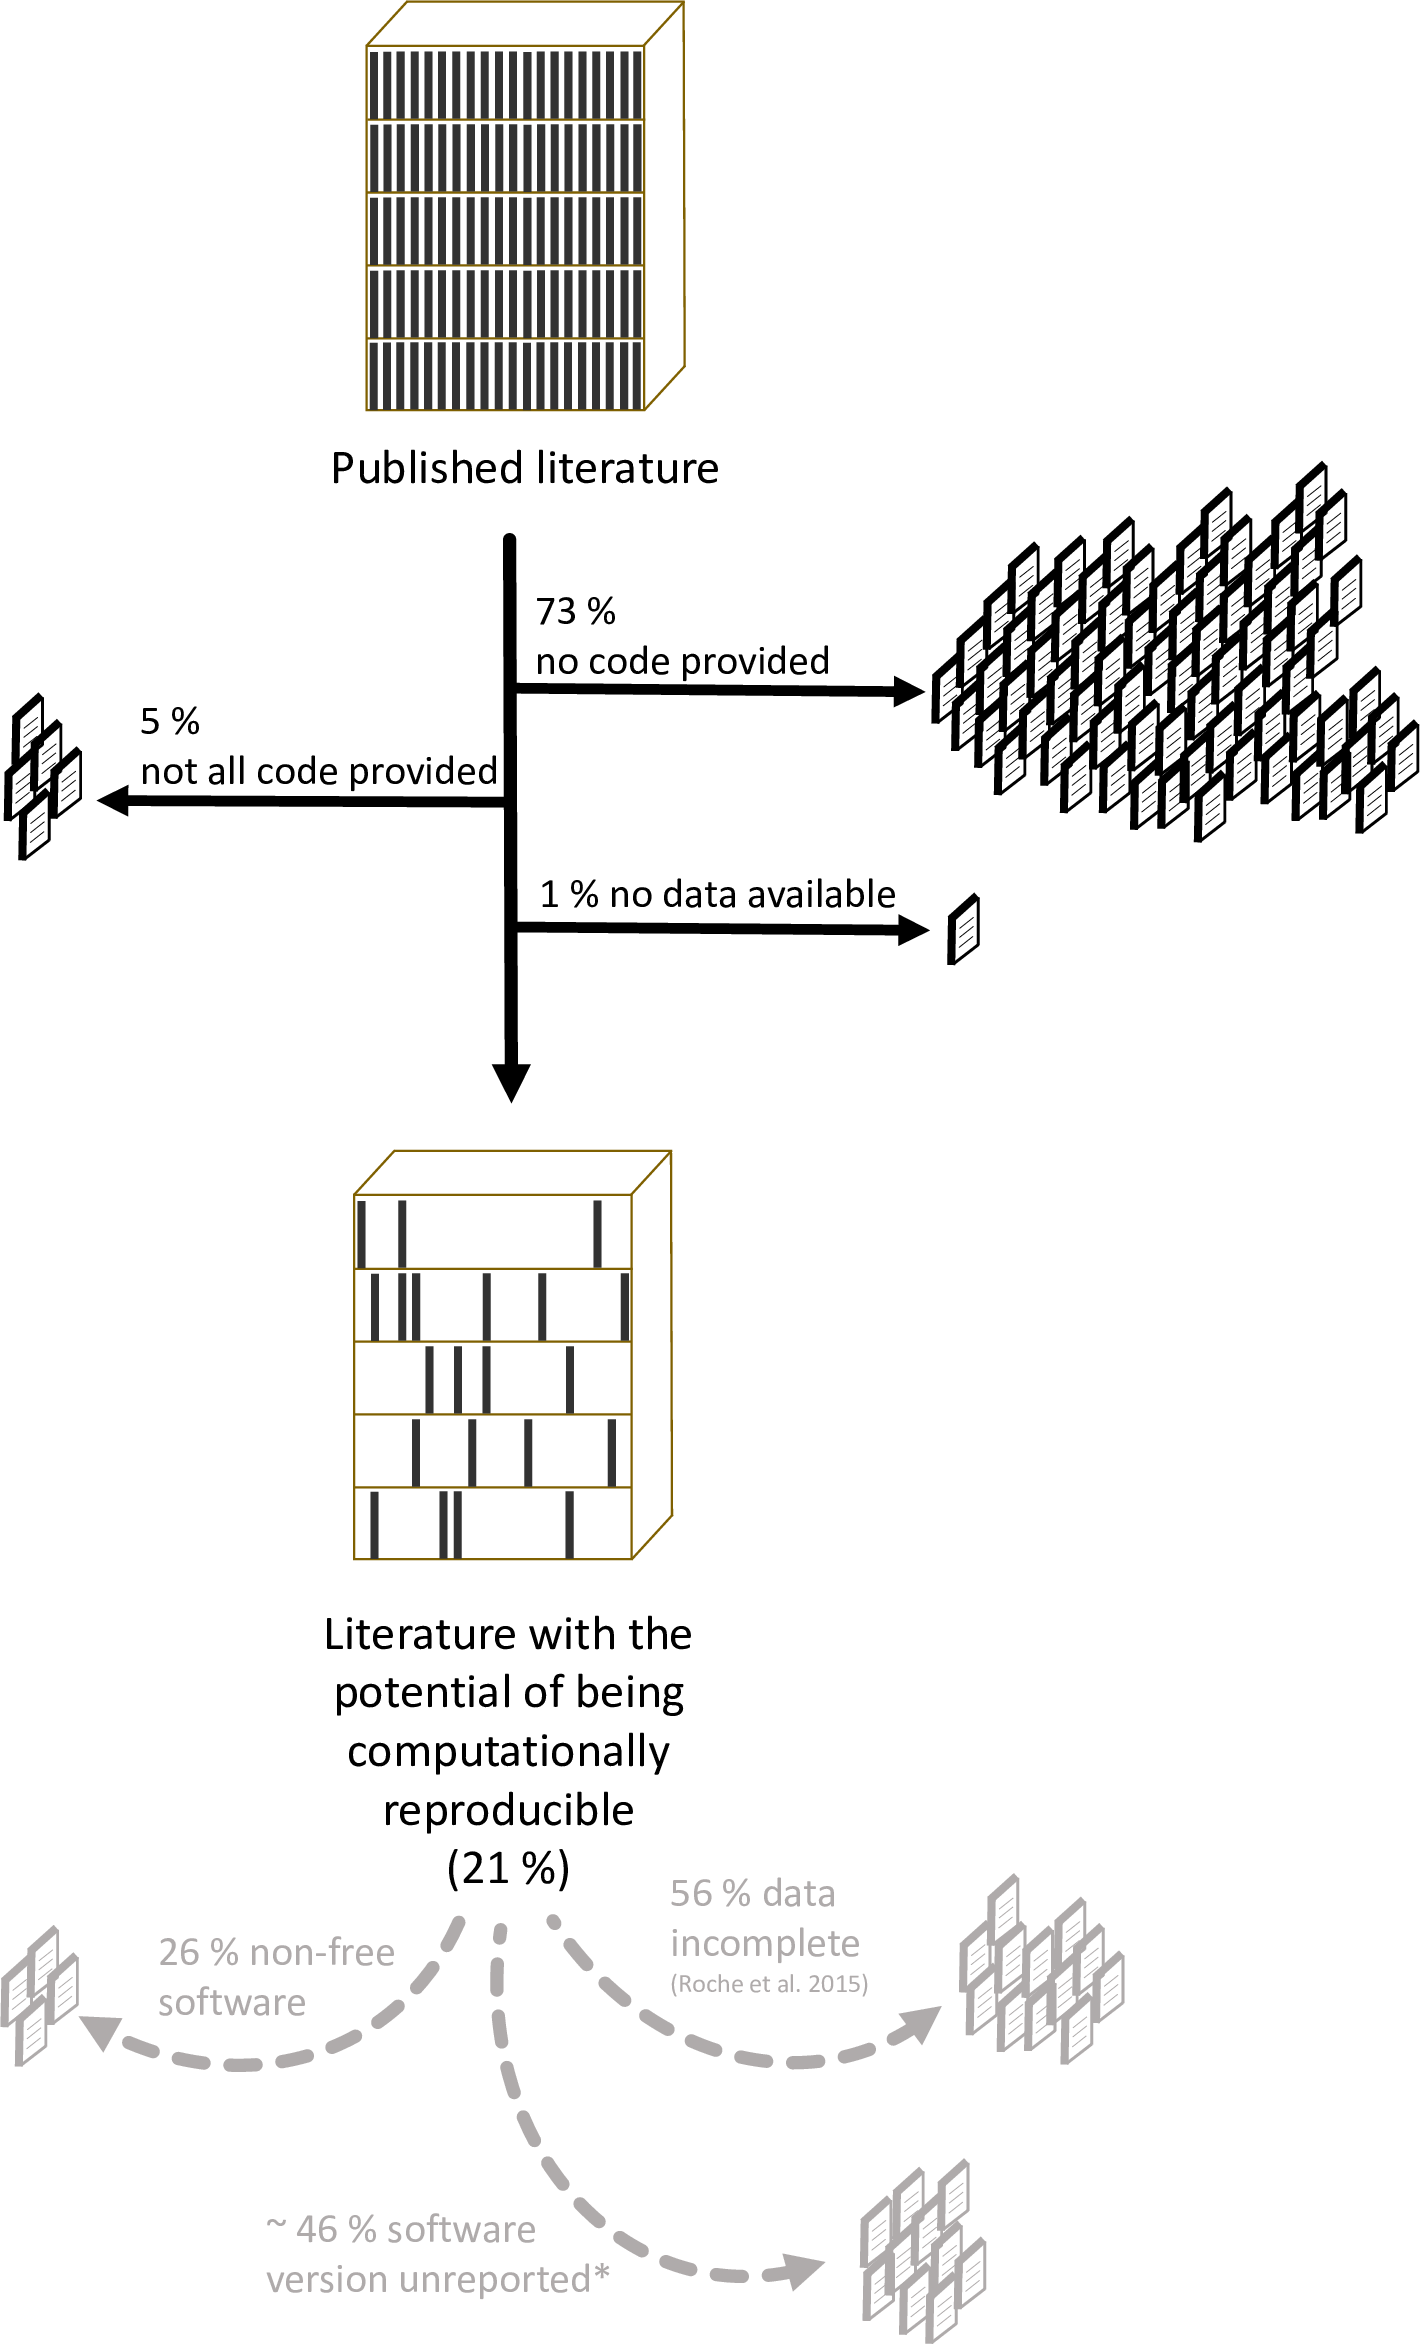 Published literature
73 %
no code provided
5 %
not all code provided
1 % no data available
Literature with the
potential of being
computationally
reproducible
(21 %)
56 % data
incomplete
(Roche et al. 2015)
26 % non-free
software
~ 46 % software
version unreported*